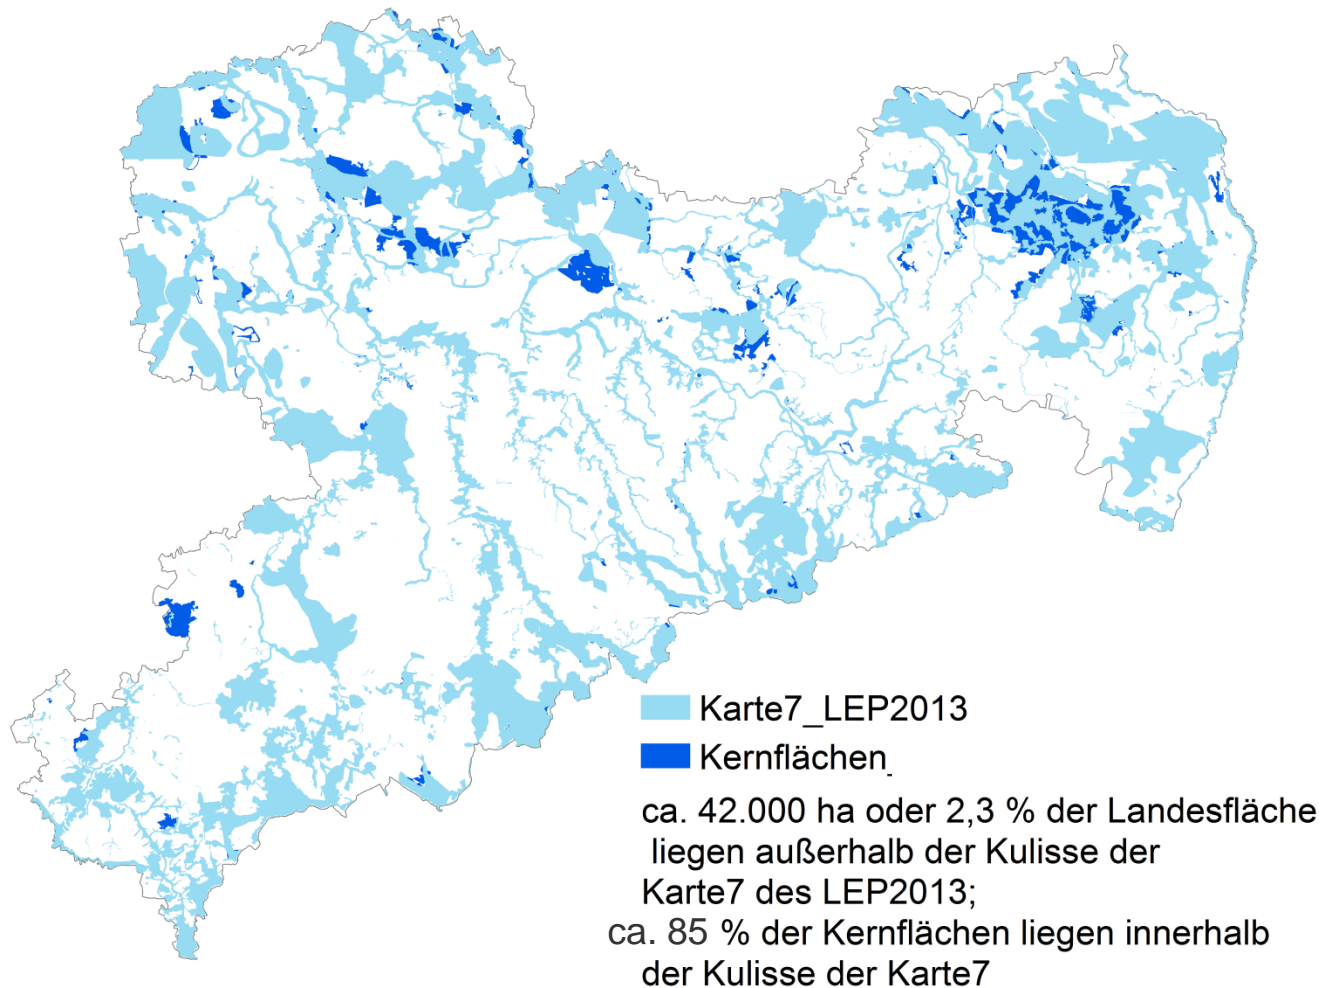 Karte7_LEP2013
Kernflächen_
ca. 42.000 ha oder 2,3 % der Landesfläche
liegen außerhalb der Kulisse der
Karte7 des LEP2013;
ca. 85 % der Kernflächen liegen innerhalb
der Kulisse der Karte7